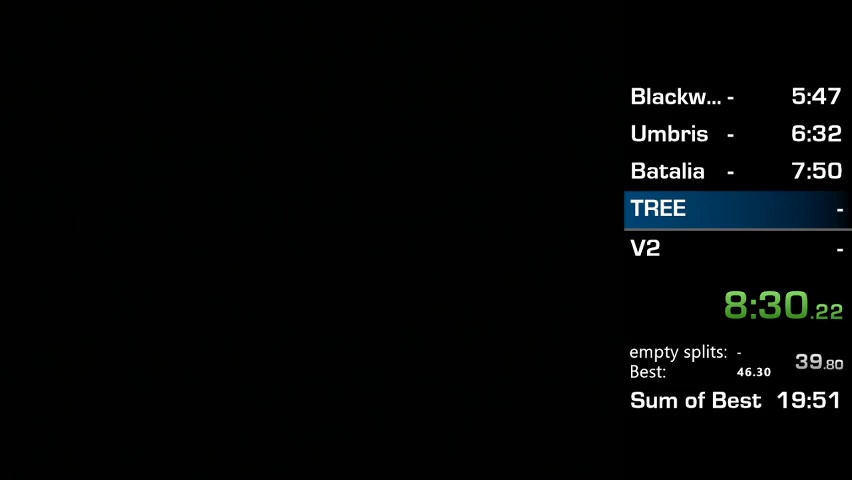 Blackw... - 5:47
Umbris - 6:32
Batalia - 7:50
TREE -
V2 -
8:30.22
empty splits: - 39.80
Best: 46.30
Sum of Best 19:51